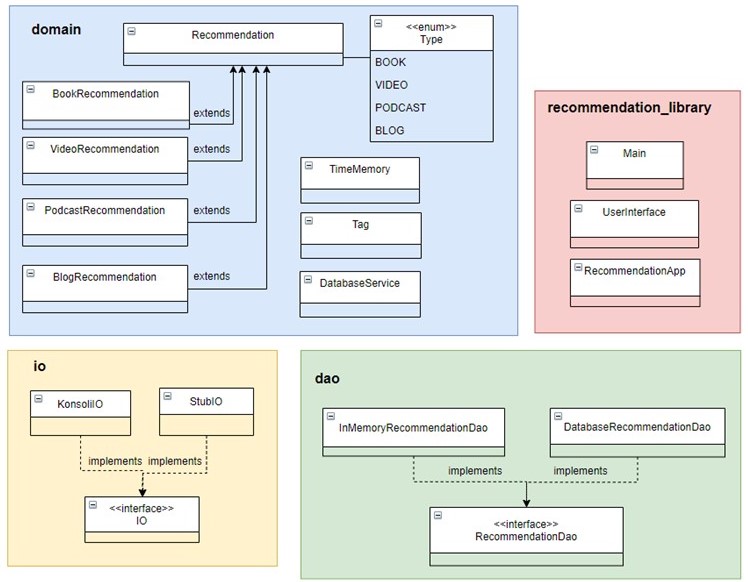 domain
Recommendation
<<enum>>
Type
BOOK
VIDEO
PODCAST
BLOG
BookRecommendation
extends
VideoRecommendation
extends
PodcastRecommendation
extends
BlogRecommendation
extends
TimeMemory
Tag
DatabaseService
recommendation_library
Main
UserInterface
RecommendationApp
io
KonsoliIO
StubIO
implements implements
<<interface>>
IO
dao
InMemoryRecommendationDao
DatabaseRecommendationDao
implements implements
<<interface>>
RecommendationDao